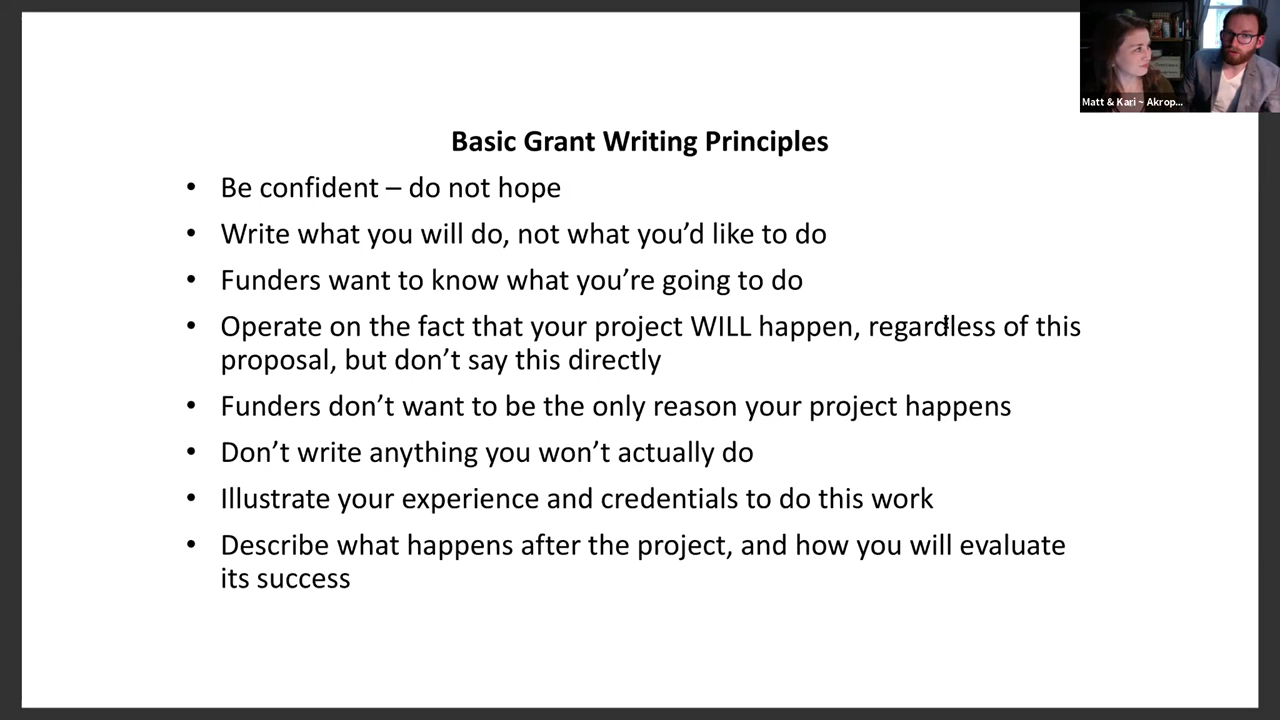 Matt & Kari ~ Akrop...
Basic Grant Writing Principles
• Be confident – do not hope
• Write what you will do, not what you'd like to do
• Funders want to know what you're going to do
• Operate on the fact that your project WILL happen, regardless of this
proposal, but don't say this directly
• Funders don't want to be the only reason your project happens
• Don't write anything you won't actually do
• Illustrate your experience and credentials to do this work
• Describe what happens after the project, and how you will evaluate
its success